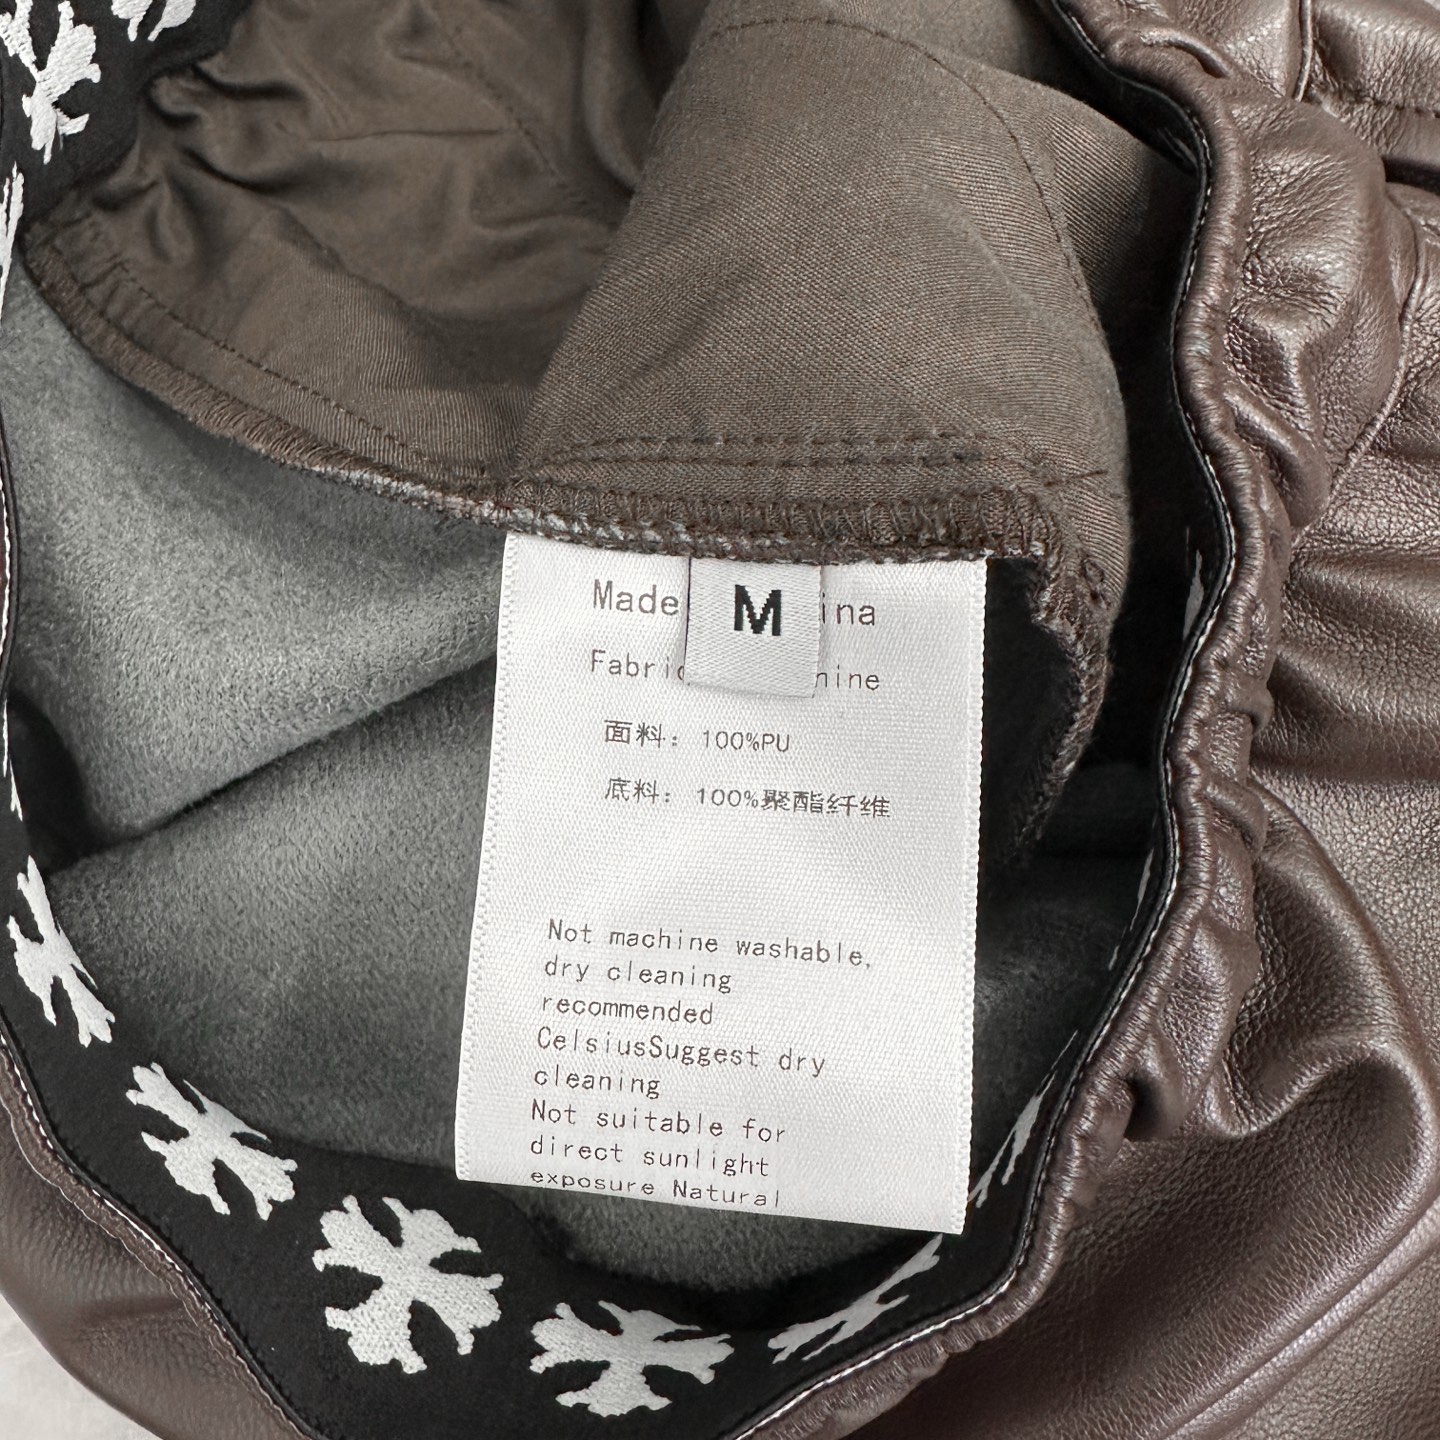 Made ina
M
Fabric
面料: 100%PU
底料: 100%聚酯纤维
Not machine washable,
dry cleaning
recommended
CelsiusSuggest dry
cleaning
Not suitable for
direct sunlight
exposure Natural